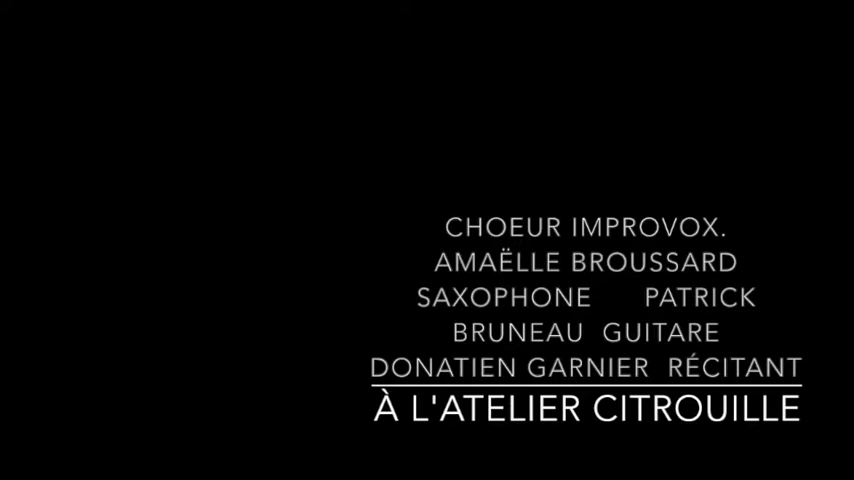 CHOEUR IMPROVOX.
AMAËLLE BROUSSARD
SAXOPHONE PATRICK
BRUNEAU GUITARE
DONATIEN GARNIER RÉCITANT
À L'ATELIER CITROUILLE